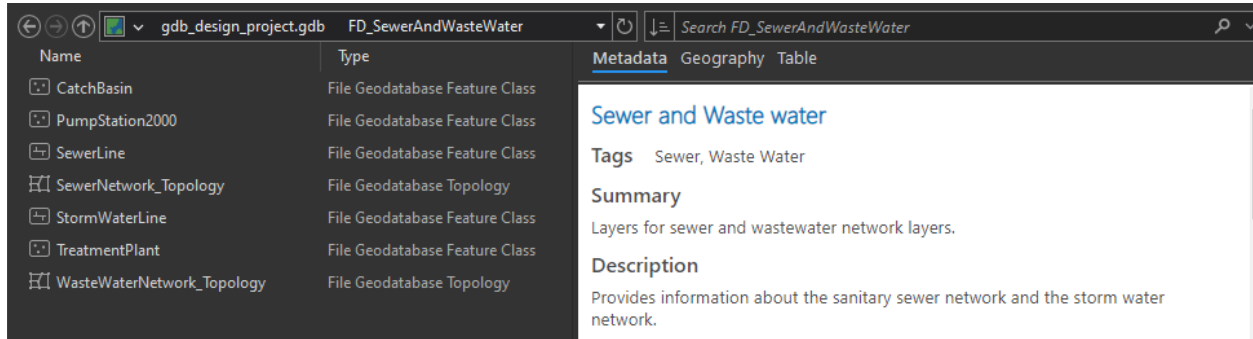 gdb_design_project.gdb FD_SewerAndWasteWater Search FD_SewerAndWasteWater
Name Type
CatchBasin File Geodatabase Feature Class
PumpStation2000 File Geodatabase Feature Class
SewerLine File Geodatabase Feature Class
SewerNetwork_Topology File Geodatabase Topology
StormWaterLine File Geodatabase Feature Class
TreatmentPlant File Geodatabase Feature Class
WasteWaterNetwork_Topology File Geodatabase Topology
Metadata Geography Table
Sewer and Waste water
Tags Sewer, Waste Water
Summary
Layers for sewer and wastewater network layers.
Description
Provides information about the sanitary sewer network and the storm water
network.